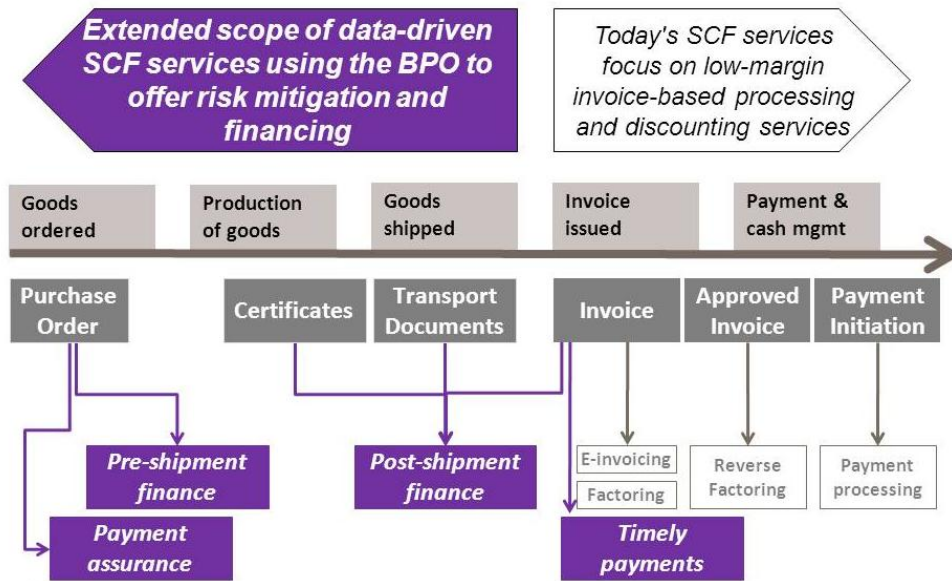 Extended scope of data-driven
SCF services using the BPO to
offer risk mitigation and
financing
Today's SCF services
focus on low-margin
invoice-based processing
and discounting services
Goods
ordered
Production
of goods
Goods
shipped
Invoice
issued
Payment &
cash mgmt
Purchase
Order
Certificates
Transport
Documents
Invoice
Approved
Invoice
Payment
Initiation
Pre-shipment
finance
Post-shipment
finance
E-invoicing
Factoring
Reverse
Factoring
Payment
processing
Payment
assurance
Timely
payments